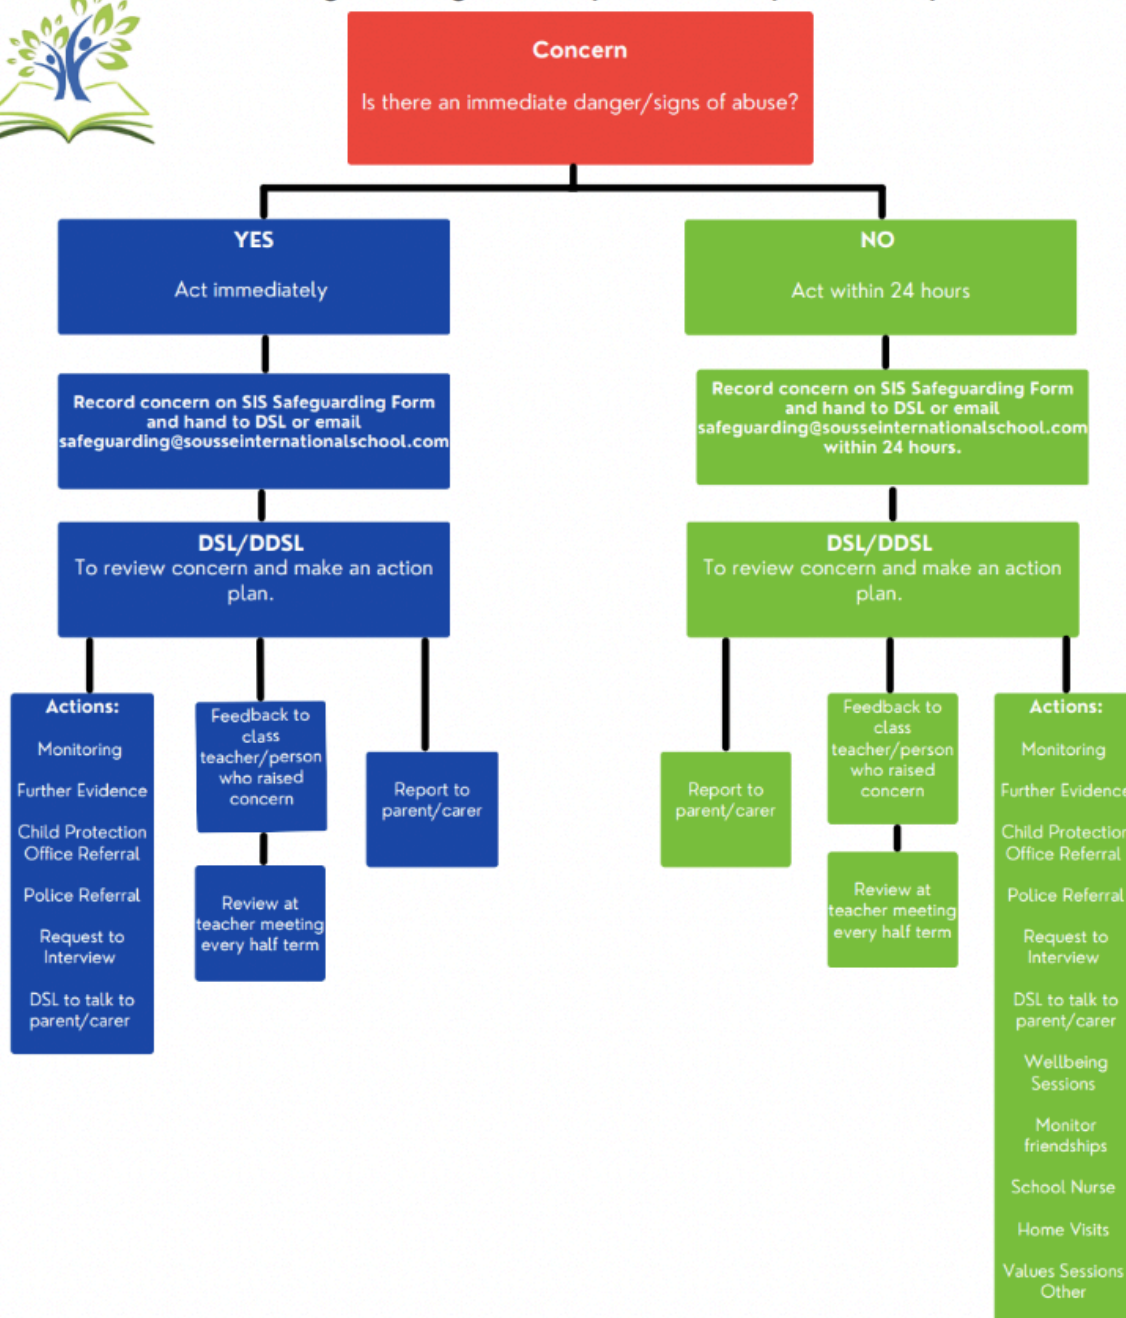 Concern
Is there an immediate danger/signs of abuse?
YES
Act immediately
Record concern on SIS Safeguarding Form
and hand to DSL or email
safeguarding@sousseinternationalschool.com
DSL/DDSL
To review concern and make an action
plan.
Actions:
Monitoring
Further Evidence
Child Protection
Office Referral
Police Referral
Request to
Interview
DSL to talk to
parent/carer
Feedback to
class
teacher/person
who raised
concern
Review at
teacher meeting
every half term
Report to
parent/carer
NO
Act within 24 hours
Record concern on SIS Safeguarding Form
and hand to DSL or email
safeguarding@sousseinternationalschool.com
within 24 hours.
DSL/DDSL
To review concern and make an action
plan.
Report to
parent/carer
Feedback to
class
teacher/person
who raised
concern
Review at
teacher meeting
every half term
Actions:
Monitoring
Further Evidence
Child Protection
Office Referral
Police Referral
Request to
Interview
DSL to talk to
parent/carer
Wellbeing
Sessions
Monitor
friendships
School Nurse
Home Visits
Values Sessions
Other